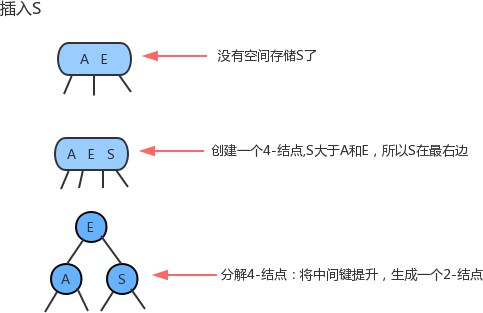 插入S
A E
没有空间存储S了
A E S
创建一个4-结点,S大于A和E，所以S在最右边
E
A
S
分解4-结点：将中间键提升，生成一个2-结点